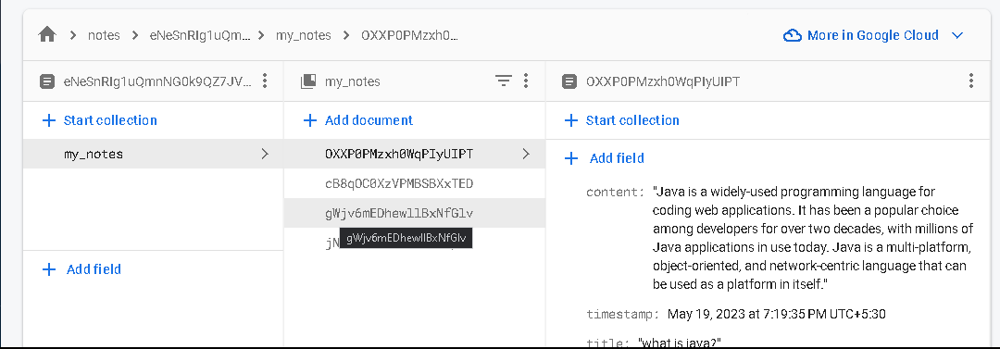 notes > eNeSnRIg1uQm... > my_notes > OXXP0PMzxh0...
More in Google Cloud
eNeSnRIg1uQmnNG0k9QZ7JV...
my_notes
OXXP0PMzxh0WqPIyUIPT
Start collection
Add document
Start collection
my_notes
OXXP0PMzxh0WqPIyUIPT
Add field
cB8qOC0XzVPMBSBXxTED
gWjv6mEDhewllBxNfGlv
gWjv6mEDhewllBxNfGlv
jN
Add field
content: "Java is a widely-used programming language for
coding web applications. It has been a popular choice
among developers for over two decades, with millions of
Java applications in use today. Java is a multi-platform,
object-oriented, and network-centric language that can
be used as a platform in itself."
timestamp: May 19, 2023 at 7:19:35 PM UTC+5:30
title: "what is java?"